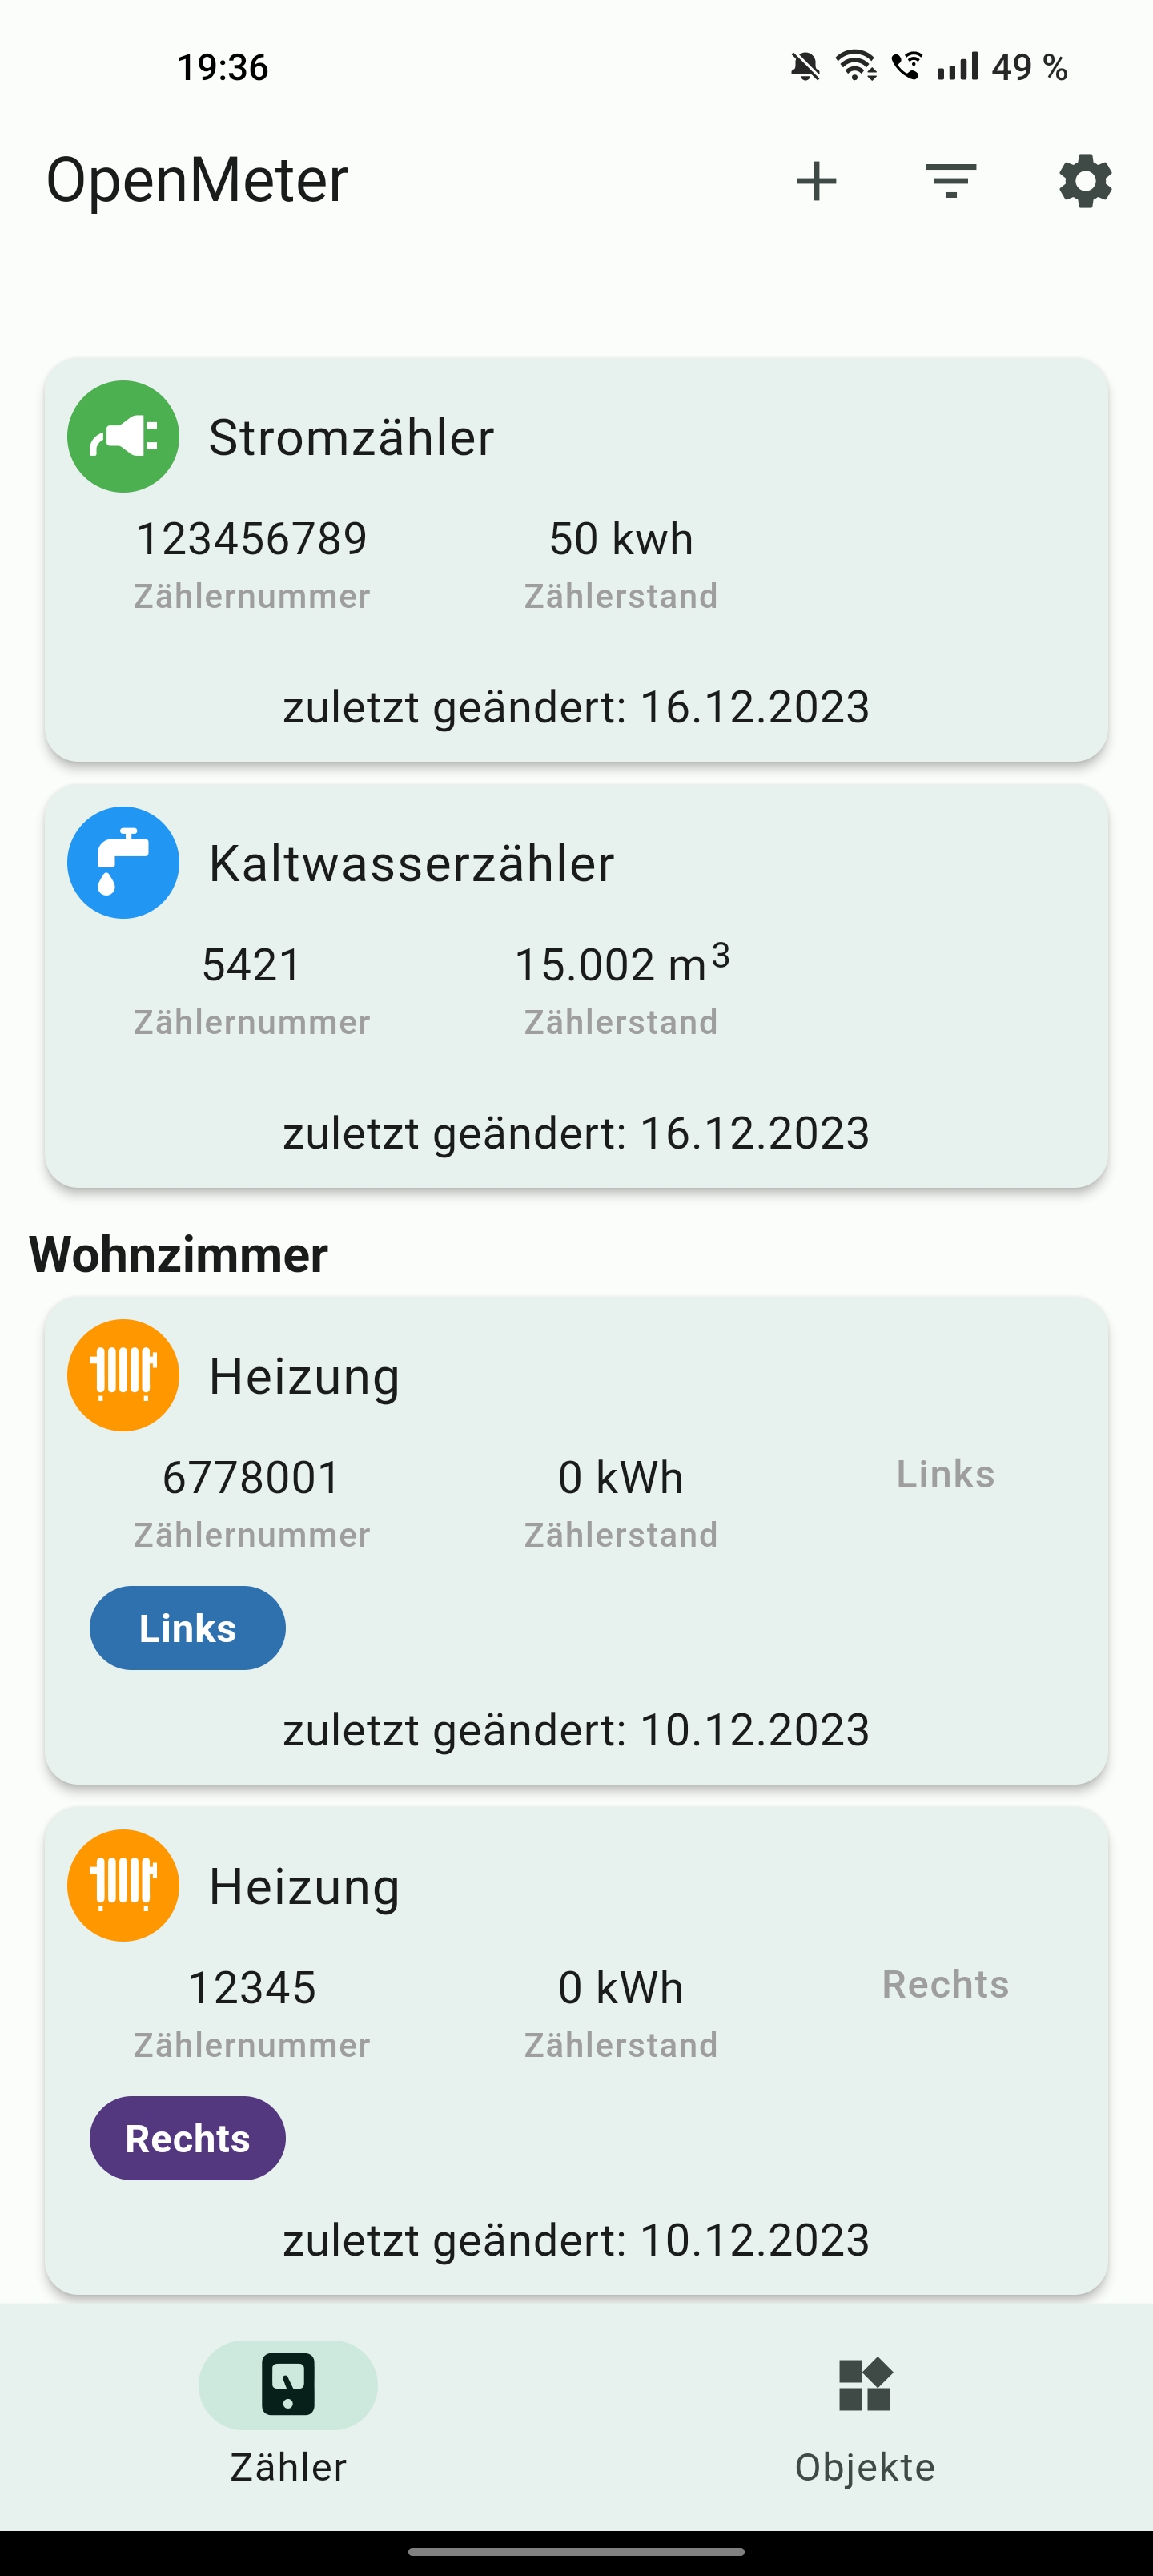 19:36 49 %
OpenMeter
Stromzähler
123456789 50 kwh
Zählernummer Zählerstand
zuletzt geändert: 16.12.2023
Kaltwasserzähler
5421 15.002 m³
Zählernummer Zählerstand
zuletzt geändert: 16.12.2023
Wohnzimmer
Heizung
6778001 0 kWh Links
Zählernummer Zählerstand
Links
zuletzt geändert: 10.12.2023
Heizung
12345 0 kWh Rechts
Zählernummer Zählerstand
Rechts
zuletzt geändert: 10.12.2023
Zähler Objekte